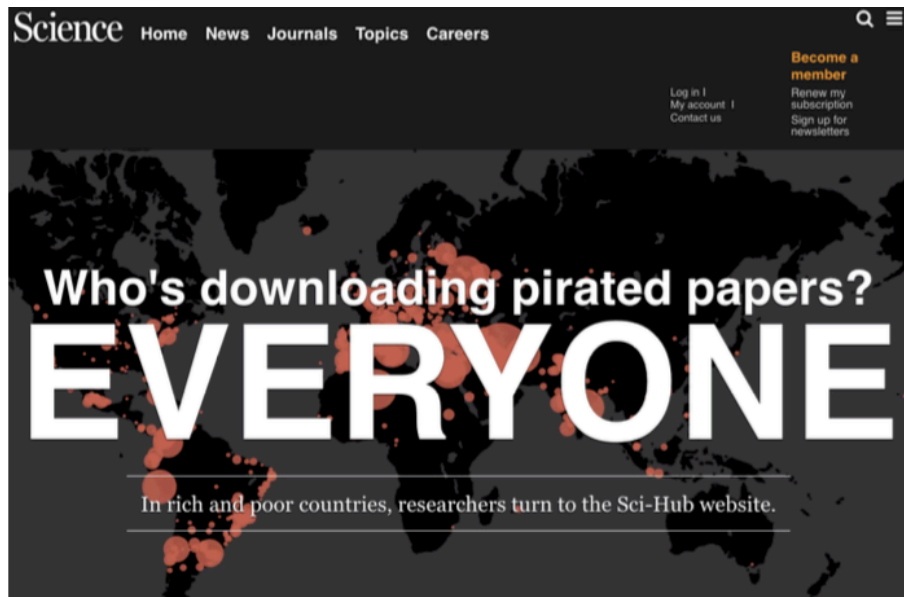 Science Home News Journals Topics Careers
Become a
member
Log in |
My account |
Contact us
Renew my
subscription
Sign up for
newsletters
Who's downloading pirated papers?
EVERYONE
In rich and poor countries, researchers turn to the Sci-Hub website.